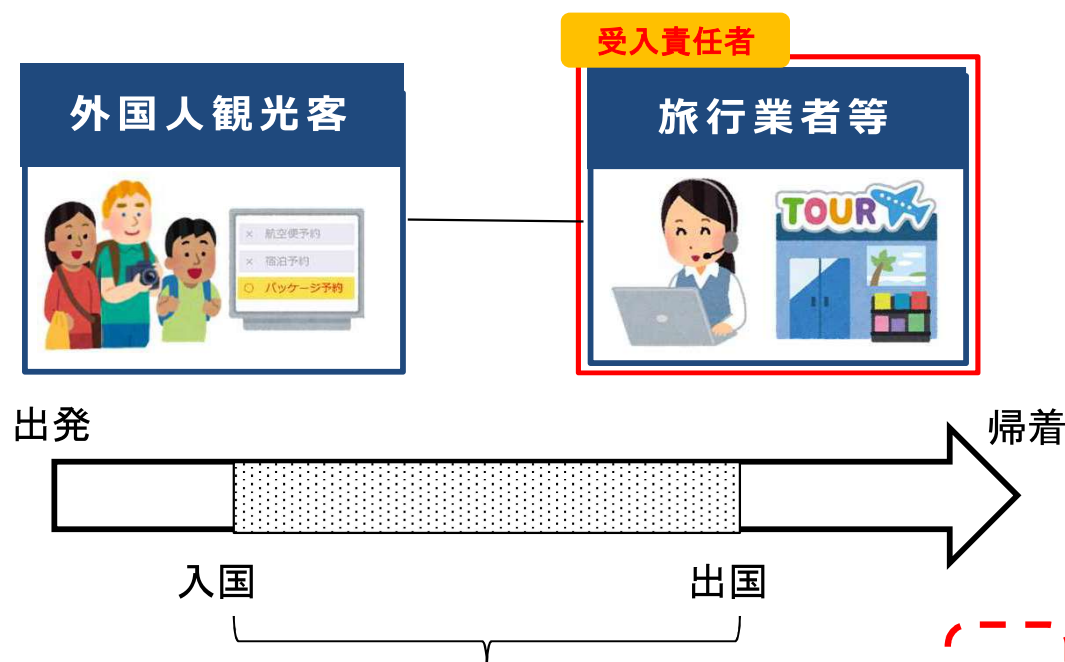 受入責任者
外国人観光客
旅行業者等
× 航空便予約
× 宿泊予約
○ パッケージ予約
TOUR
出発
帰着
入国
出国